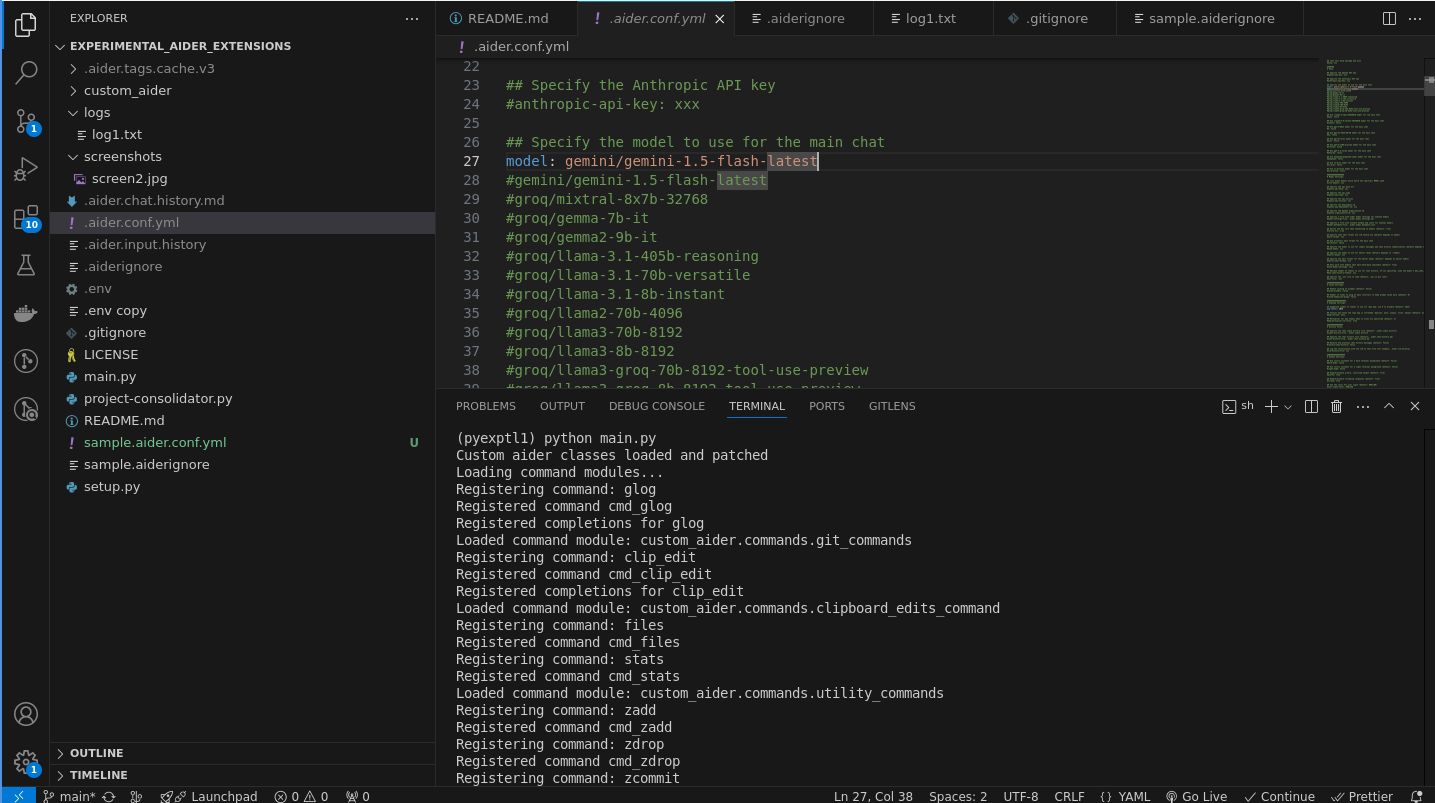 EXPLORER
EXPERIMENTAL_AIDER_EXTENSIONS
.aider.tags.cache.v3
custom_aider
logs
log1.txt
screenshots
screen2.jpg
.aider.chat.history.md
.aider.conf.yml
.aider.input.history
.aiderignore
.env
.env copy
.gitignore
LICENSE
main.py
project-consolidator.py
README.md
sample.aider.conf.yml U
sample.aiderignore
setup.py
OUTLINE
TIMELINE
1
10
1
README.md
.aider.conf.yml
.aiderignore
log1.txt
.gitignore
sample.aiderignore
.aider.conf.yml
22
23 ## Specify the Anthropic API key
24 #anthropic-api-key: xxx
25
26 ## Specify the model to use for the main chat
27 model: gemini/gemini-1.5-flash-latest
28 #gemini/gemini-1.5-flash-latest
29 #groq/mixtral-8x7b-32768
30 #groq/gemma-7b-it
31 #groq/gemma2-9b-it
32 #groq/llama-3.1-405b-reasoning
33 #groq/llama-3.1-70b-versatile
34 #groq/llama-3.1-8b-instant
35 #groq/llama2-70b-4096
36 #groq/llama3-70b-8192
37 #groq/llama3-8b-8192
38 #groq/llama3-groq-70b-8192-tool-use-preview
39 #groq/llama3-groq-8b-8192-tool-use-preview
PROBLEMS OUTPUT DEBUG CONSOLE TERMINAL PORTS GITLENS sh
(pyexptl1) python main.py
Custom aider classes loaded and patched
Loading command modules...
Registering command: glog
Registered command cmd_glog
Registered completions for glog
Loaded command module: custom_aider.commands.git_commands
Registering command: clip_edit
Registered command cmd_clip_edit
Registered completions for clip_edit
Loaded command module: custom_aider.commands.clipboard_edits_command
Registering command: files
Registered command cmd_files
Registering command: stats
Registered command cmd_stats
Loaded command module: custom_aider.commands.utility_commands
Registering command: zadd
Registered command cmd_zadd
Registering command: zdrop
Registered command cmd_zdrop
Registering command: zcommit
main* Launchpad 0 0 0 Ln 27, Col 38 Spaces: 2 UTF-8 CRLF {} YAML Go Live Continue Prettier